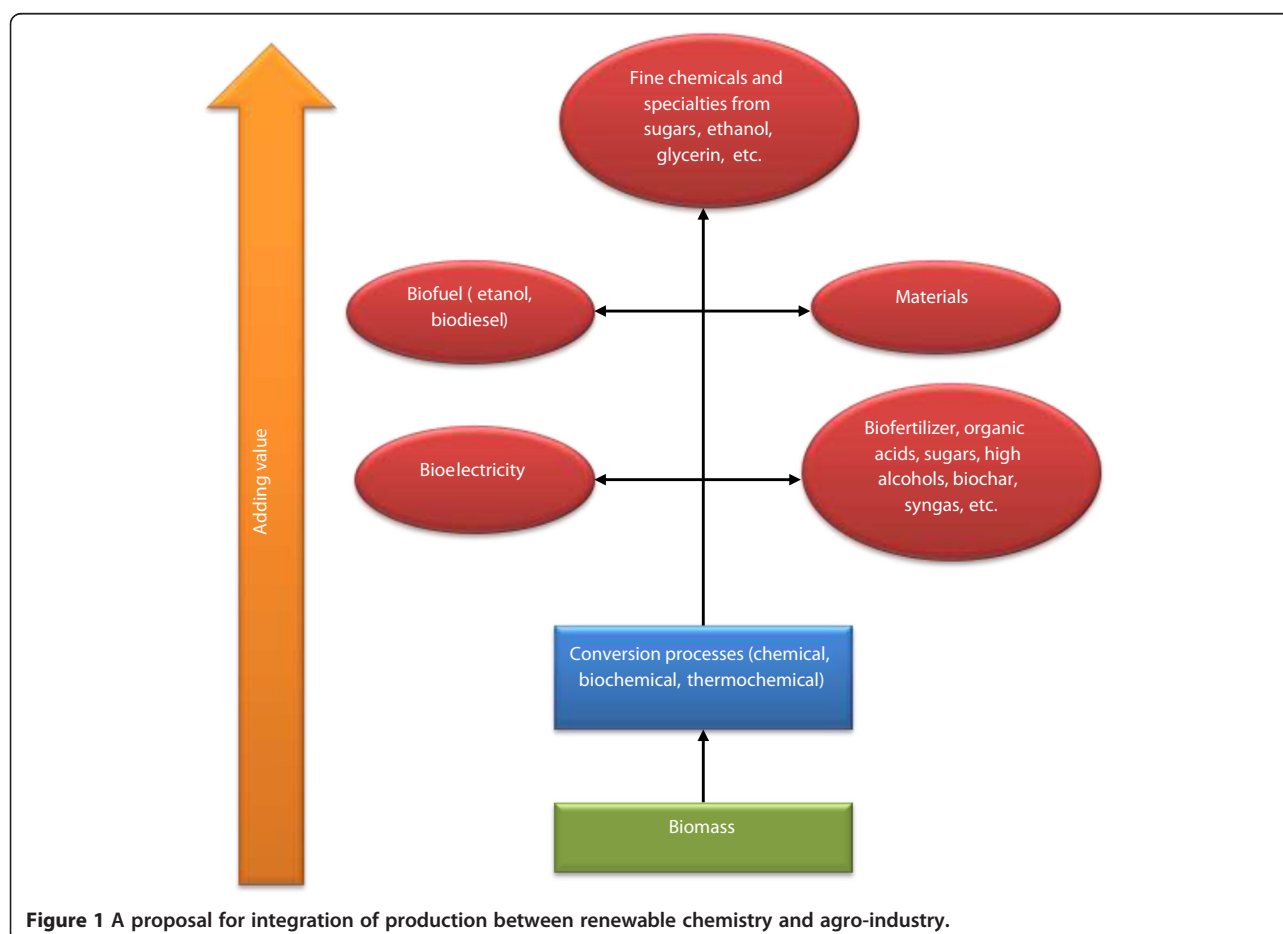 Fine chemicals and
specialties from
sugars, ethanol,
glycerin, etc.
Biofuel ( etanol,
biodiesel)
Materials
Adding value
Bioelectricity
Biofertilizer, organic
acids, sugars, high
alcohols, biochar,
syngas, etc.
Conversion processes (chemical,
biochemical, thermochemical)
Biomass
Figure 1 A proposal for integration of production between renewable chemistry and agro-industry.